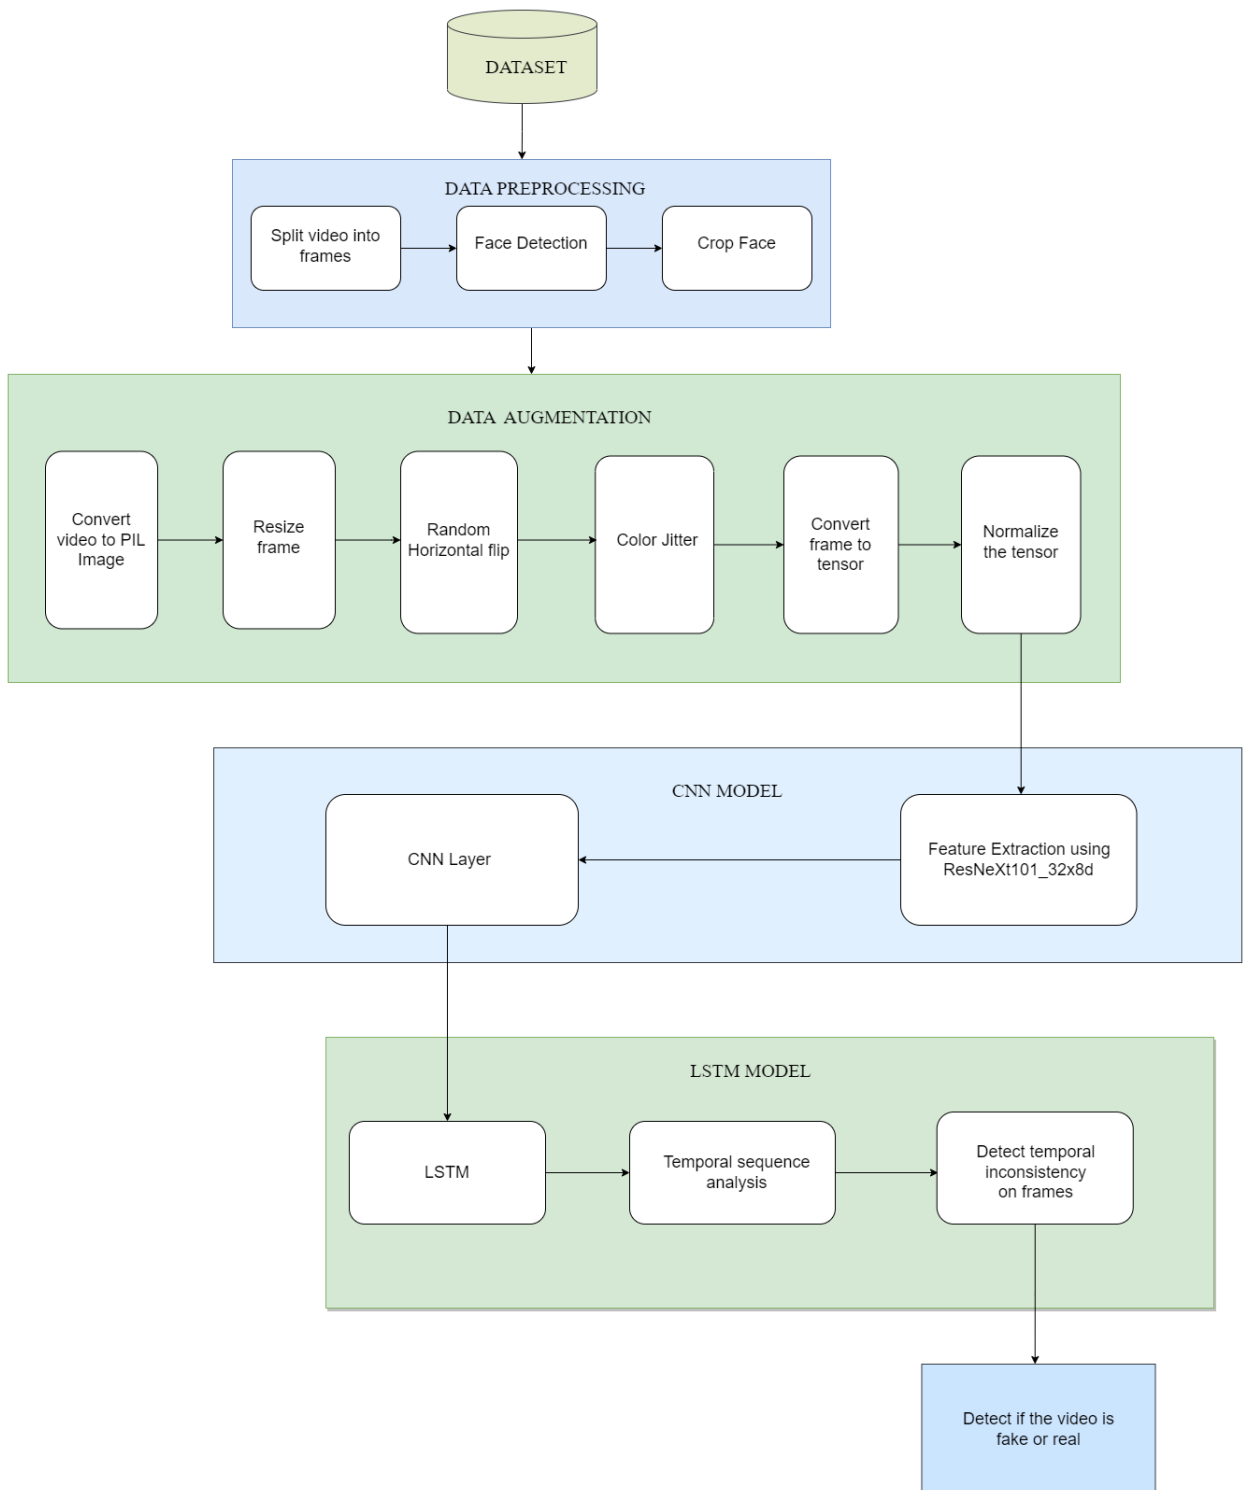 DATASET
DATA PREPROCESSING
Split video into
frames
Face Detection
Crop Face
DATA AUGMENTATION
Convert
video to PIL
Image
Resize
frame
Random
Horizontal flip
Color Jitter
Convert
frame to
tensor
Normalize
the tensor
CNN MODEL
CNN Layer
Feature Extraction using
ResNeXt101_32x8d
LSTM MODEL
LSTM
Temporal sequence
analysis
Detect temporal
inconsistency
on frames
Detect if the video is
fake or real